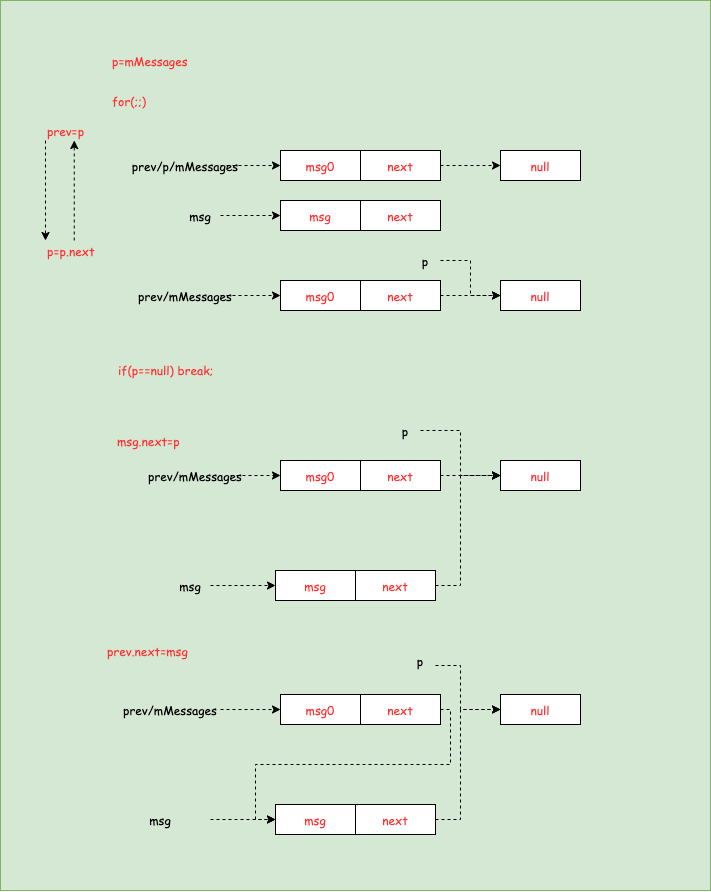 p=mMessages
for(;;)
prev=p
prev/p/mMessages msg0 next null
msg msg next
p=p.next
p
prev/mMessages msg0 next null
if(p==null) break;
p
msg.next=p
prev/mMessages msg0 next null
msg msg next
prev.next=msg
p
prev/mMessages msg0 next null
msg msg next